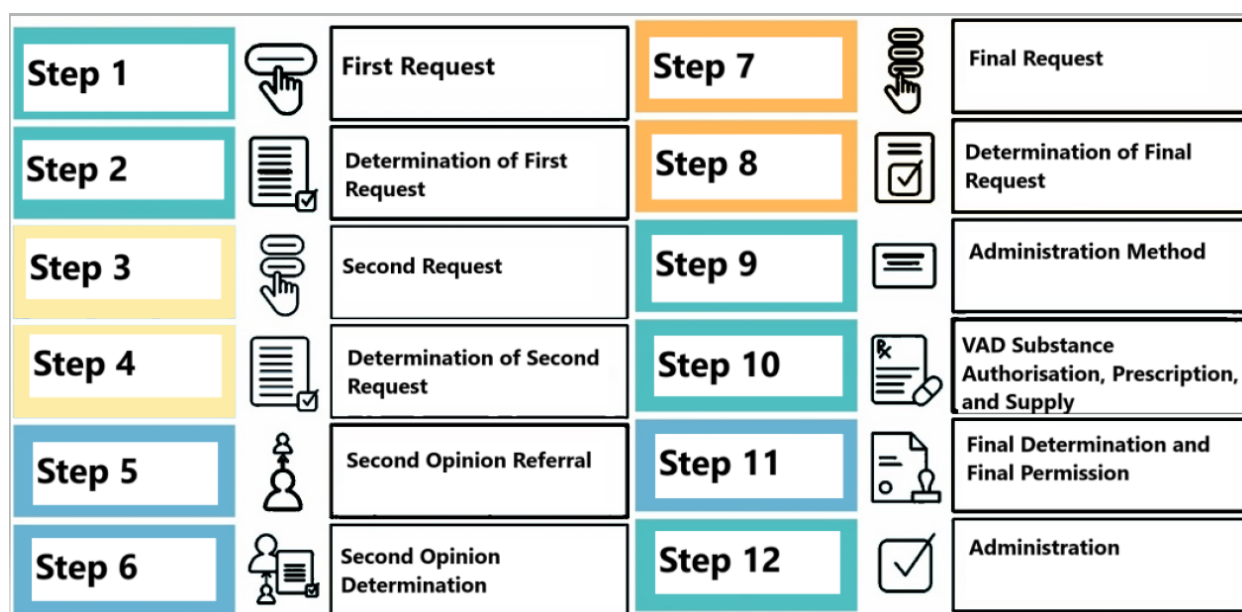 Step 1
First Request
Step 2
Determination of First
Request
Step 3
Second Request
Step 4
Determination of Second
Request
Step 5
Second Opinion Referral
Step 6
Second Opinion
Determination
Step 7
Final Request
Step 8
Determination of Final
Request
Step 9
Administration Method
Step 10
Rx
VAD Substance
Authorisation, Prescription,
and Supply
Step 11
Final Determination and
Final Permission
Step 12
Administration